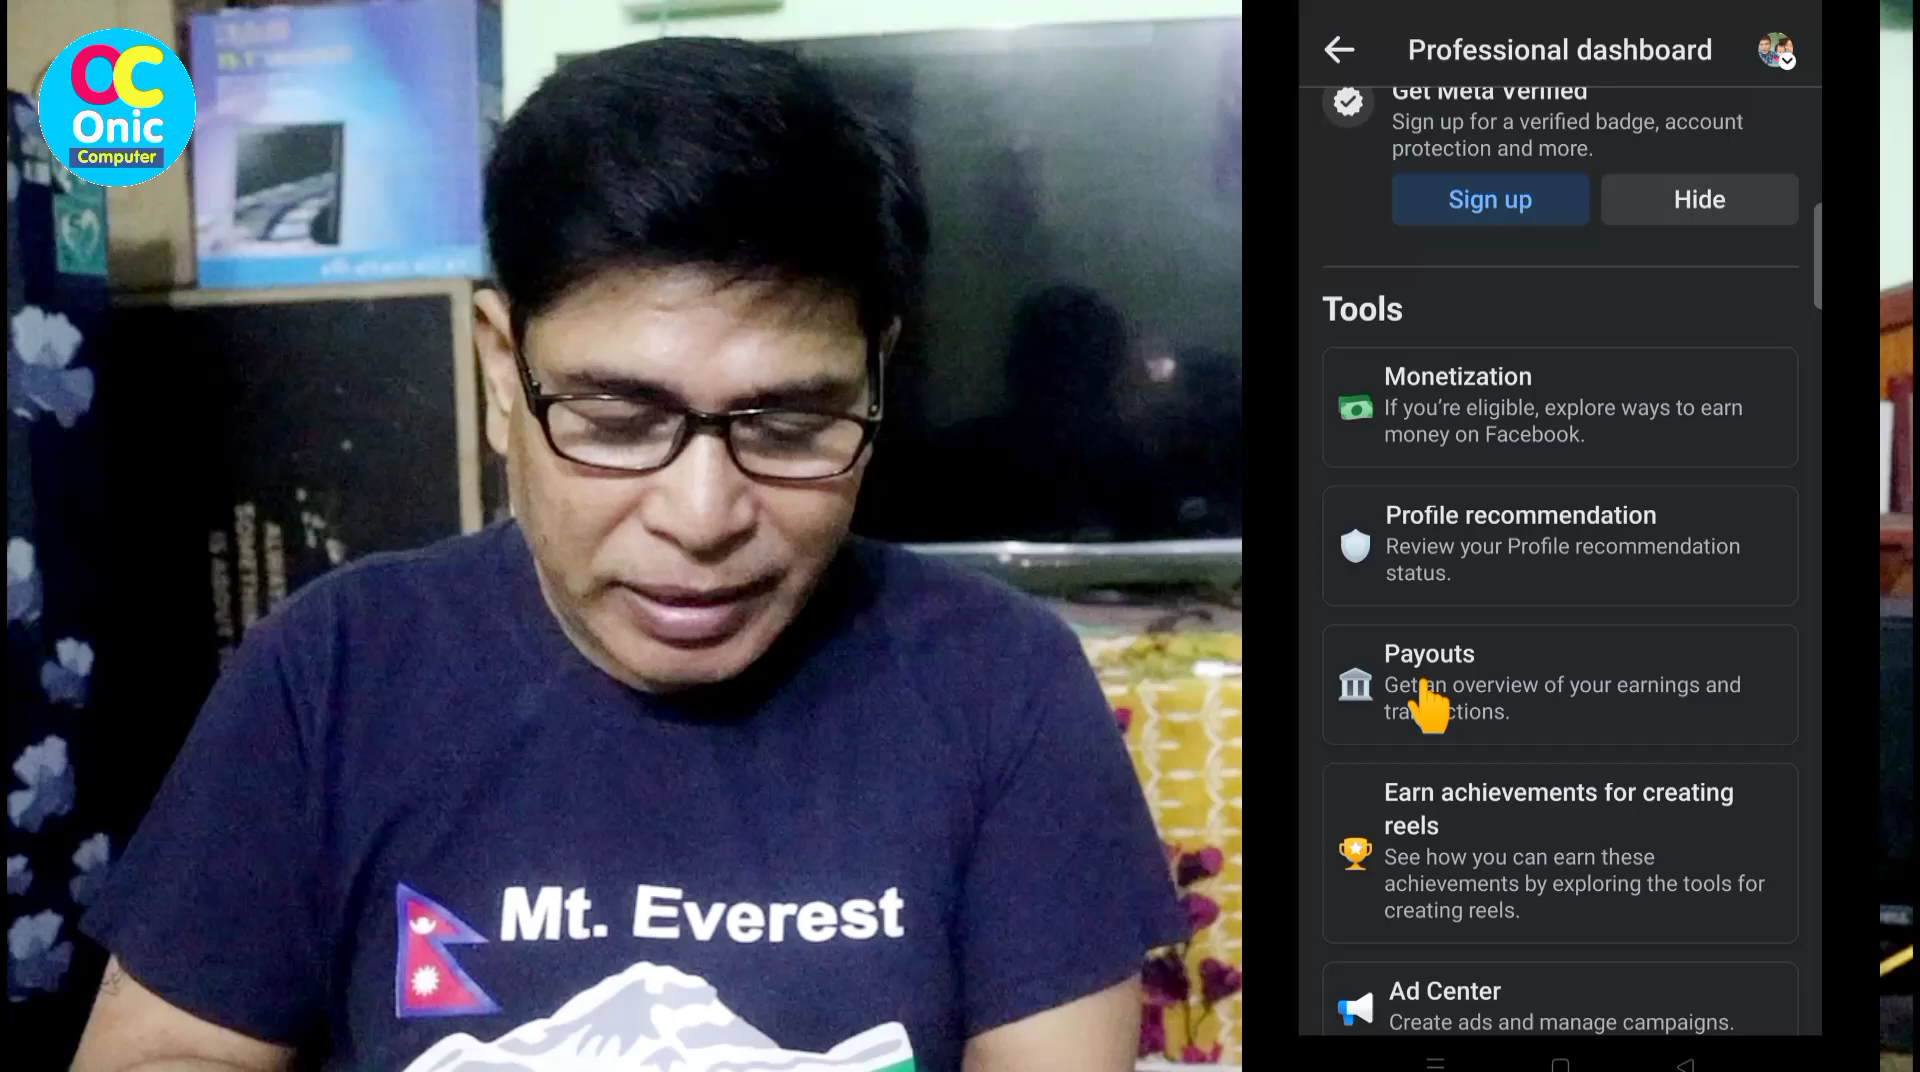 OC
Onic
Computer
Mt. Everest
Professional dashboard
Get Meta Verified
Sign up for a verified badge, account
protection and more.
Sign up
Hide
Tools
Monetization
If you’re eligible, explore ways to earn
money on Facebook.
Profile recommendation
Review your Profile recommendation
status.
Payouts
Get an overview of your earnings and
Earn achievements for creating
reels
See how you can earn these
achievements by exploring the tools for
creating reels.
Ad Center
Create ads and manage campaigns.